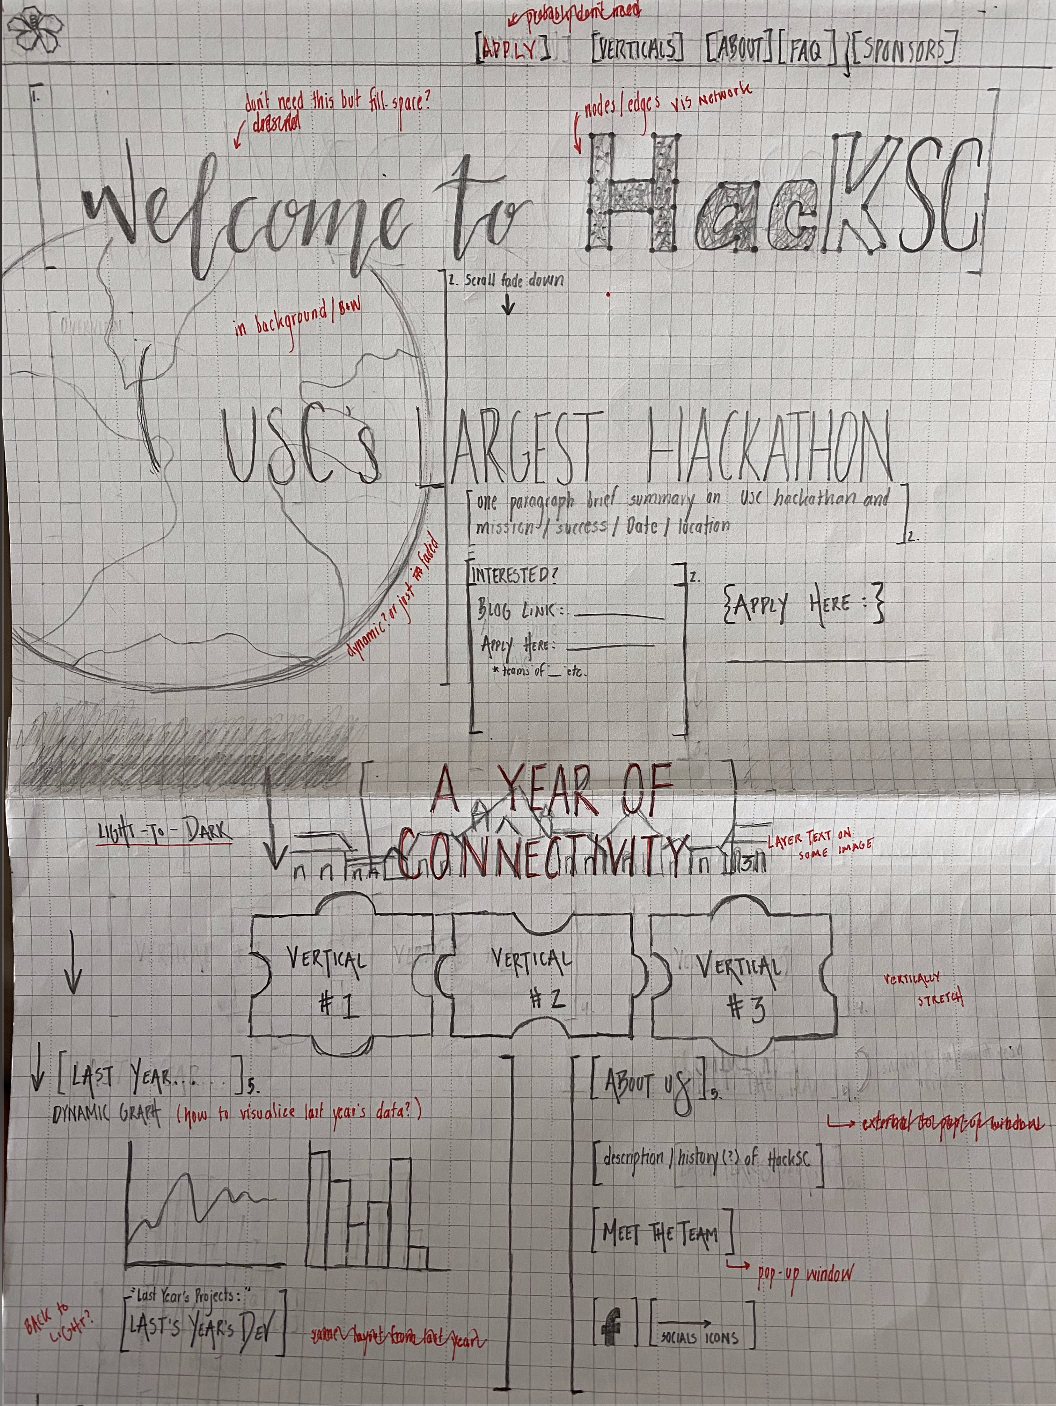 probably don't need
[APPLY] [VERTICALS] [ABOUT] [FAQ] [SPONSORS]
1.
don't need this but fill space?
nodes/edges vis network
Welcome to HackSC
2. Scroll fade down
in background/B&W
OVERVIEW
USC's LARGEST HACKATHON
[one paragraph brief summary on USC hackathon and
mission / success / Date / location] 2.
dynamic? or just faded
[INTERESTED? ] 2.
BLOG LINK:
APPLY HERE:
* teams of __ etc.
{APPLY HERE :}
A YEAR OF
CONNECTIVITY
LIGHT-TO-DARK
LAYER TEXT ON
SOME IMAGE
3
VERTICAL
#1
VERTICAL
#2
VERTICAL
#3
VERTICALLY
STRETCH
[LAST YEAR... ] 5.
DYNAMIC GRAPH (how to visualize last year's data?)
"Last Year's Projects:"
[LAST'S YEAR'S DEV]
BACK TO
LIGHT?
same layout from last year
[ABOUT US] 5.
external to pop-up window
[description / history(?) of HackSC]
[MEET THE TEAM]
pop-up window
[f] [SOCIALS ICONS]